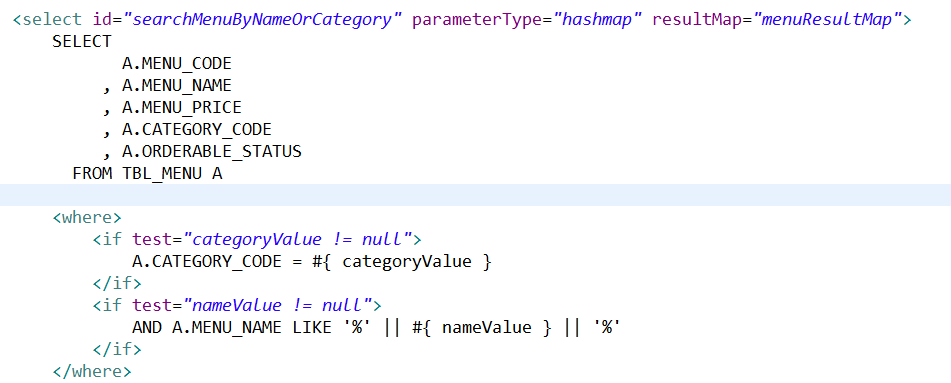 <select id="searchMenuByNameOrCategory" parameterType="hashmap" resultMap="menuResultMap">
    SELECT
           A.MENU_CODE
         , A.MENU_NAME
         , A.MENU_PRICE
         , A.CATEGORY_CODE
         , A.ORDERABLE_STATUS
      FROM TBL_MENU A
    <where>
        <if test="categoryValue != null">
            A.CATEGORY_CODE = #{ categoryValue }
        </if>
        <if test="nameValue != null">
            AND A.MENU_NAME LIKE '%' || #{ nameValue } || '%'
        </if>
    </where>